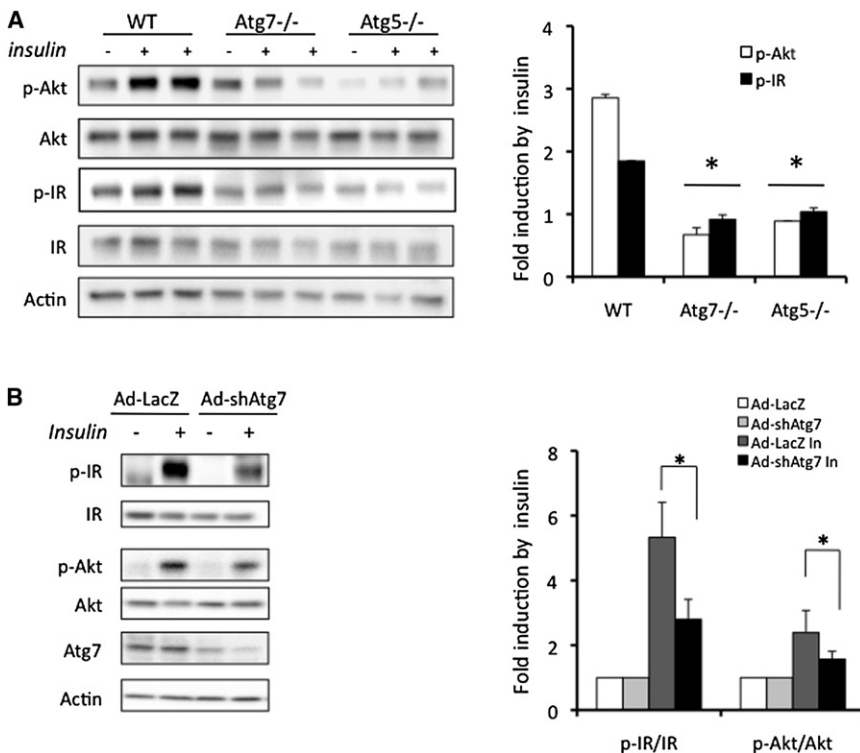 A
WT Atg7-/- Atg5-/-
insulin - + + - + + - + +
p-Akt
Akt
p-IR
IR
Actin
Fold induction by insulin
4
3
2
1
0
p-Akt
p-IR
* *
WT Atg7-/- Atg5-/-
B
Ad-LacZ Ad-shAtg7
Insulin - + - +
p-IR
IR
p-Akt
Akt
Atg7
Actin
Fold induction by insulin
8
6
4
2
0
Ad-LacZ
Ad-shAtg7
Ad-LacZ In
Ad-shAtg7 In
*
*
p-IR/IR p-Akt/Akt